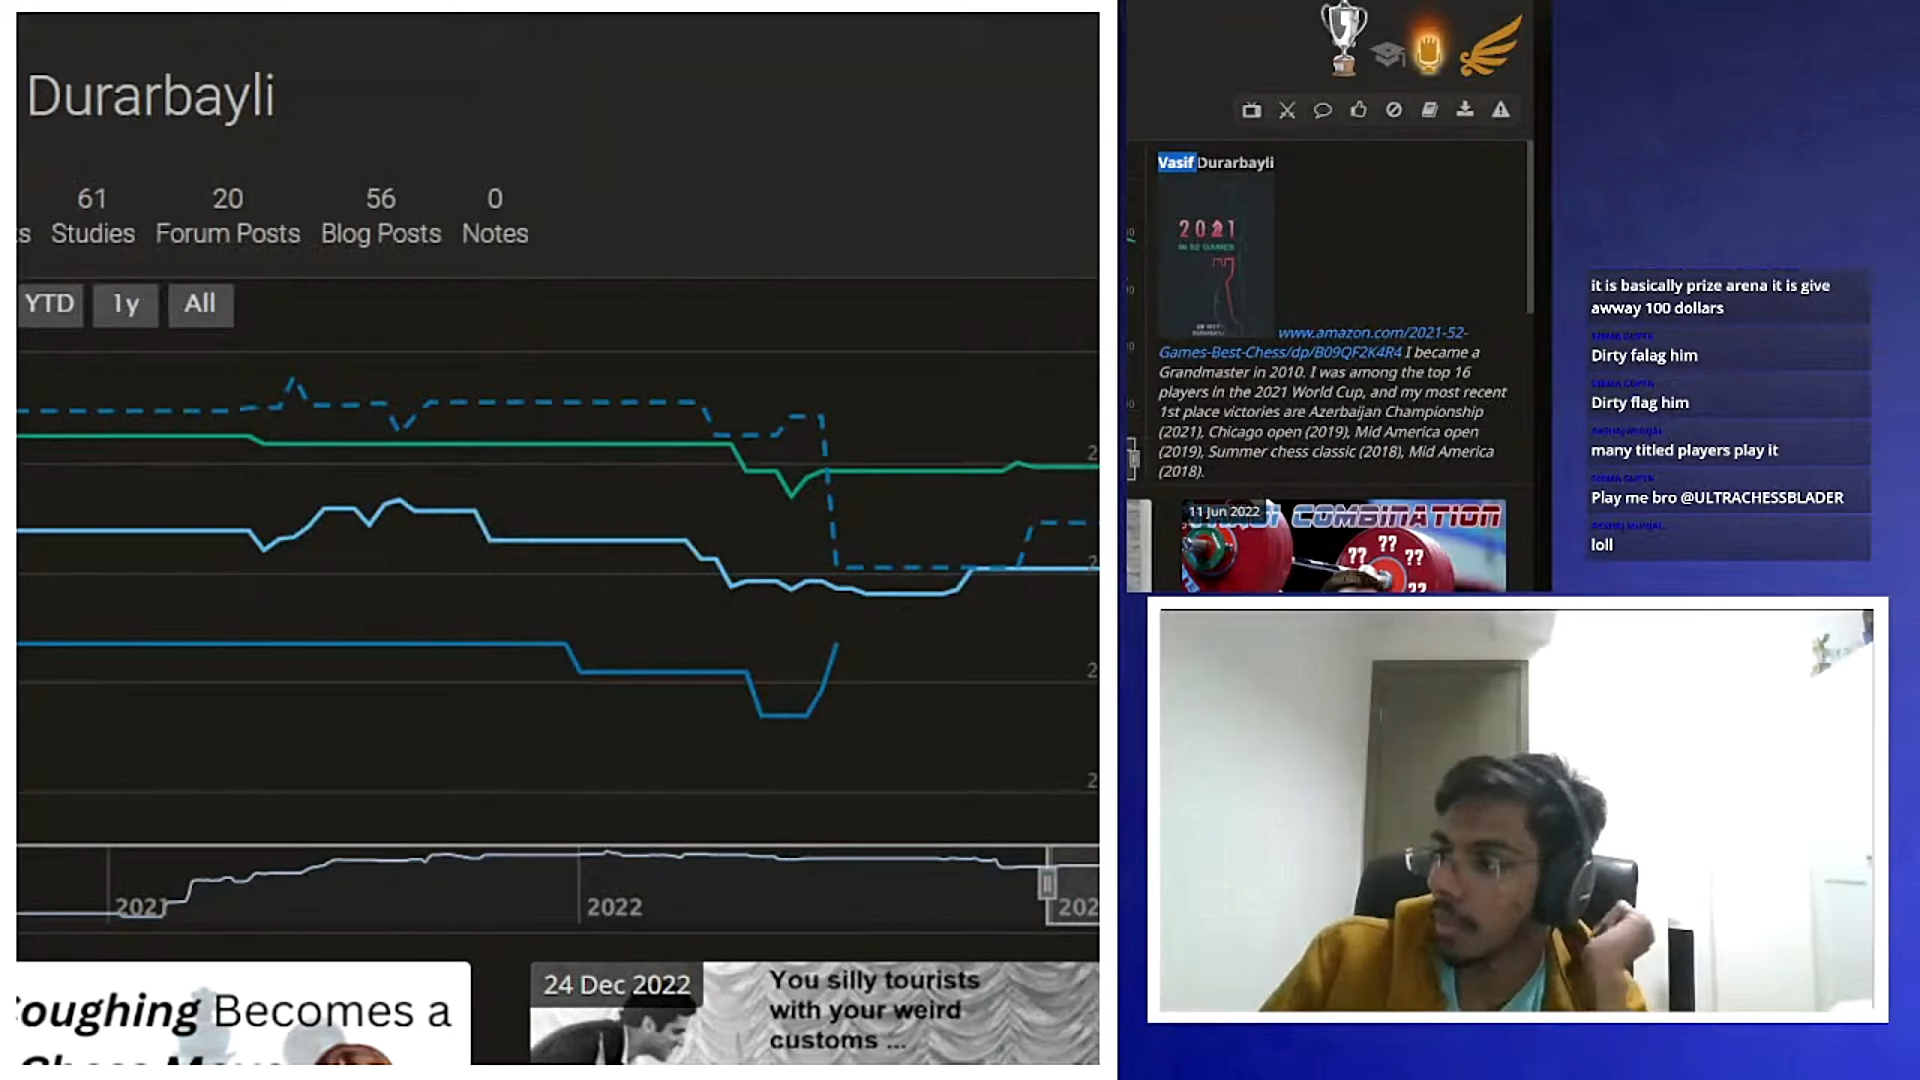 Durarbayli
61
20
56
0
Studies
Forum Posts
Blog Posts
Notes
YTD
1y
All
2021
2022
oughing Becomes a
24 Dec 2022
You silly tourists
with your weird
customs ...
Vasif Durarbayli
2021
IN 52 GAMES
www.amazon.com/2021-52-
Games-Best-Chess/dp/B09QF2K4R4 I became a
Grandmaster in 2010. I was among the top 16
players in the 2021 World Cup, and my most recent
1st place victories are Azerbaijan Championship
(2021), Chicago open (2019), Mid America open
(2019), Summer chess classic (2018), Mid America
(2018).
11 Jun 2022
COMBINATION
??
??
??
??
it is basically prize arena it is give
awway 100 dollars
Dirty falag him
Dirty flag him
many titled players play it
Play me bro @ULTRACHESSBLADER
loll